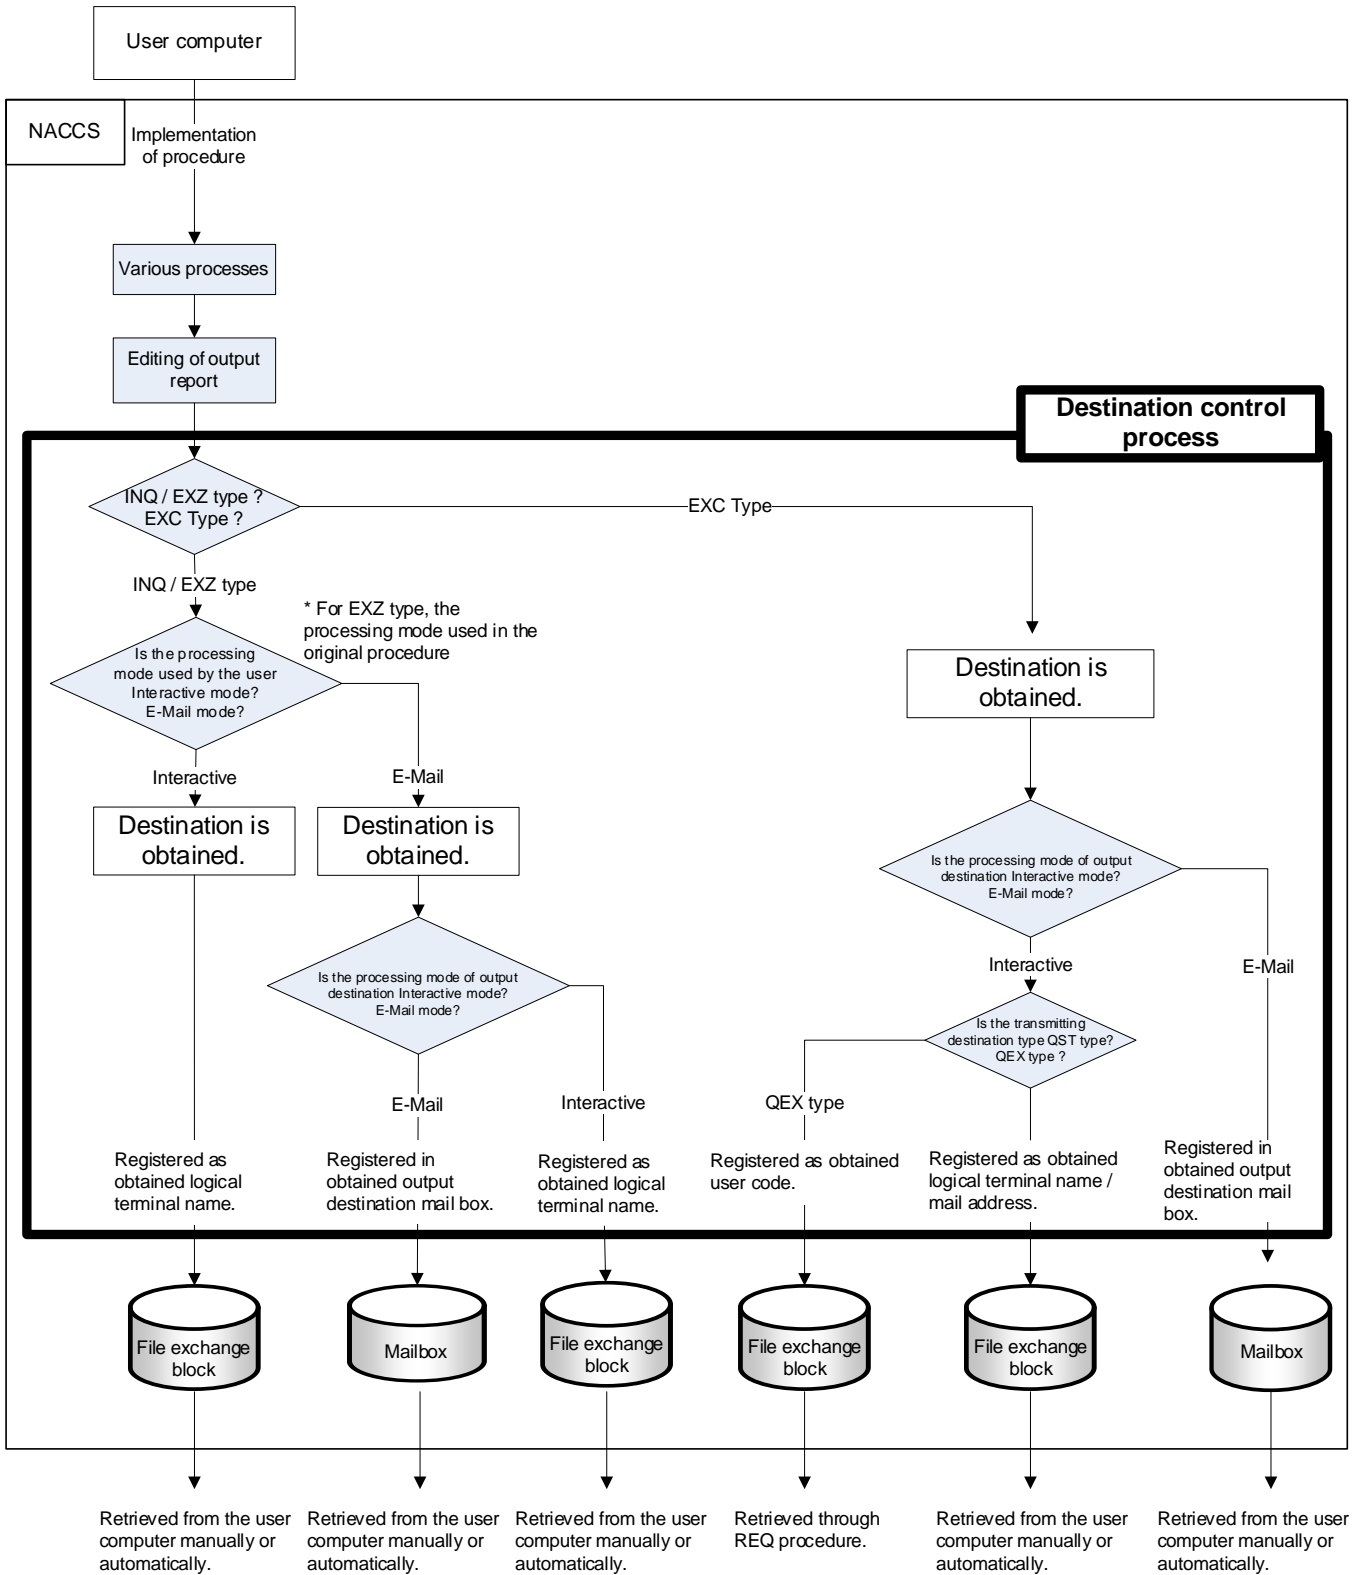 User computer
NACCS
Implementation
of procedure
Various processes
Editing of output
report
Destination control
process
INQ / EXZ type ?
EXC Type ?
EXC Type
INQ / EXZ type
* For EXZ type, the
processing mode used in the
original procedure
Is the processing
mode used by the user
Interactive mode?
E-Mail mode?
Destination is
obtained.
Interactive
E-Mail
Destination is
obtained.
Destination is
obtained.
Is the processing mode of output
destination Interactive mode?
E-Mail mode?
Is the processing mode of output
destination Interactive mode?
E-Mail mode?
Interactive
E-Mail
Is the transmitting
destination type QST type?
QEX type ?
E-Mail
Interactive
QEX type
Registered as
obtained logical
terminal name.
Registered in
obtained output
destination mail box.
Registered as
obtained logical
terminal name.
Registered as obtained
user code.
Registered as obtained
logical terminal name /
mail address.
Registered in
obtained output
destination mail
box.
File exchange
block
Mailbox
File exchange
block
File exchange
block
File exchange
block
Mailbox
Retrieved from the user
computer manually or
automatically.
Retrieved from the user
computer manually or
automatically.
Retrieved from the user
computer manually or
automatically.
Retrieved through
REQ procedure.
Retrieved from the user
computer manually or
automatically.
Retrieved from the user
computer manually or
automatically.